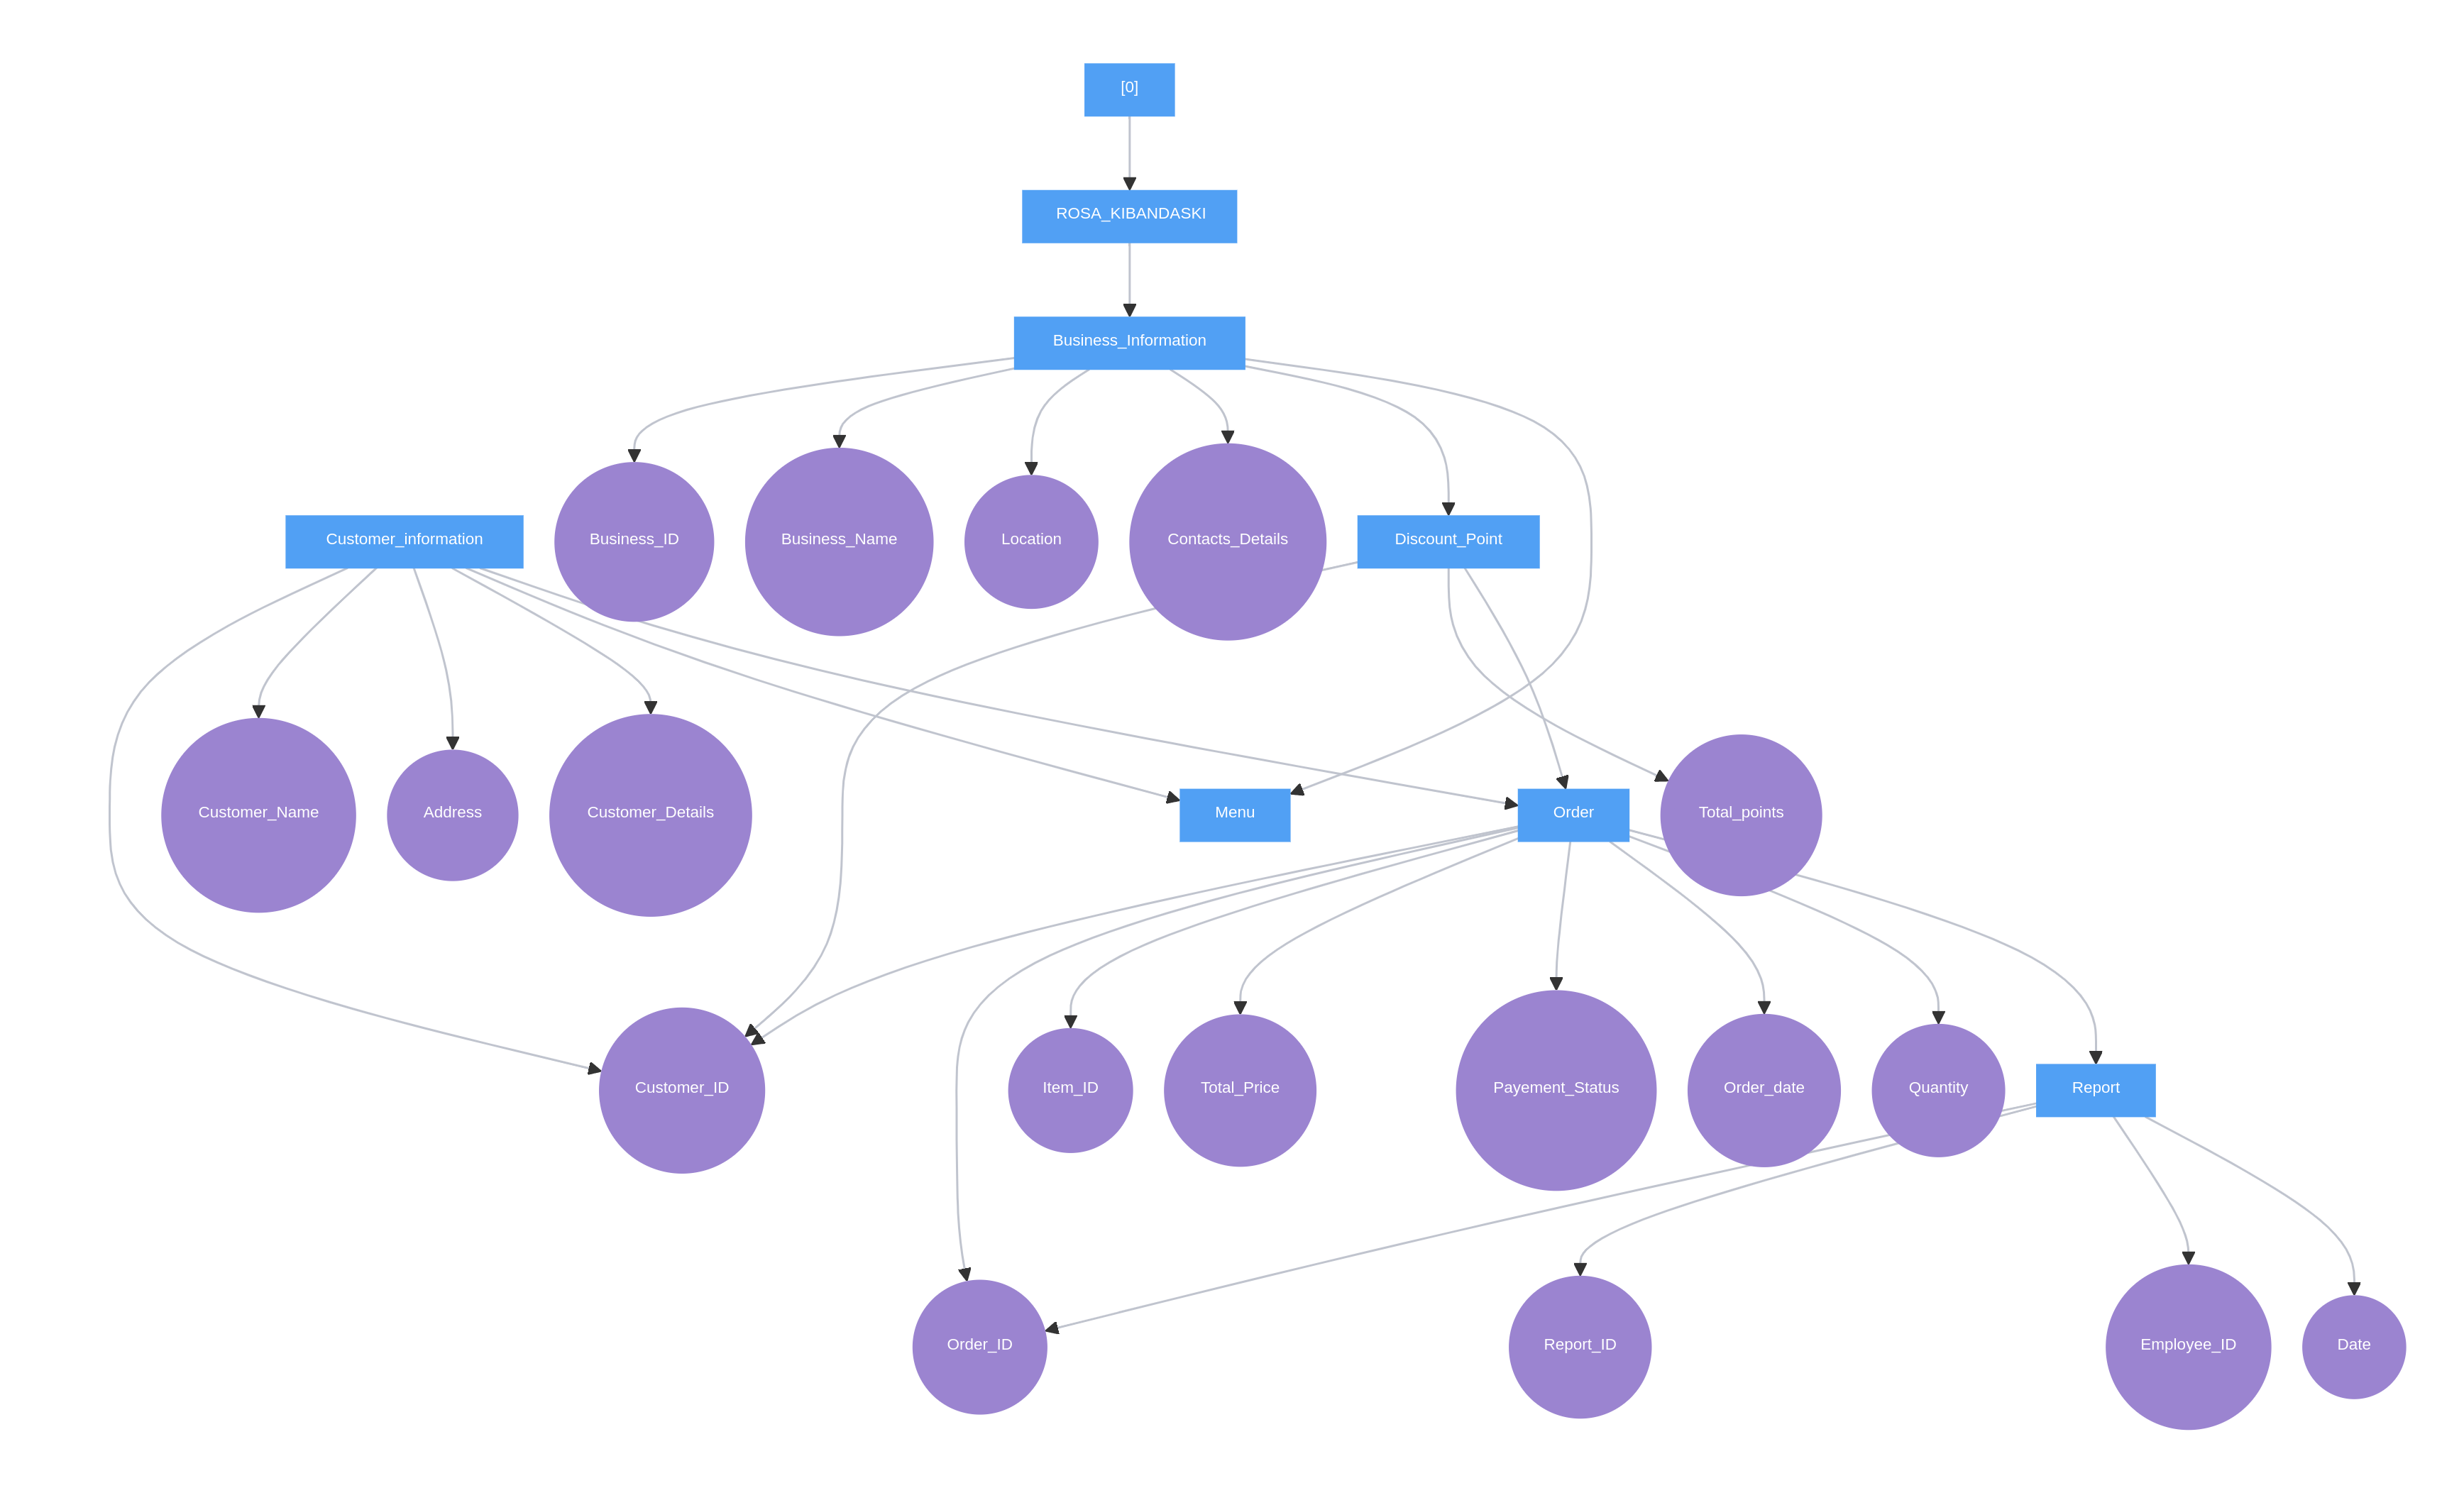 [0]
ROSA_KIBANDASKI
Business_Information
Customer_information
Business_ID
Business_Name
Location
Contacts_Details
Discount_Point
Customer_Name
Address
Customer_Details
Menu
Order
Total_points
Customer_ID
Item_ID
Total_Price
Payement_Status
Order_date
Quantity
Report
Order_ID
Report_ID
Employee_ID
Date